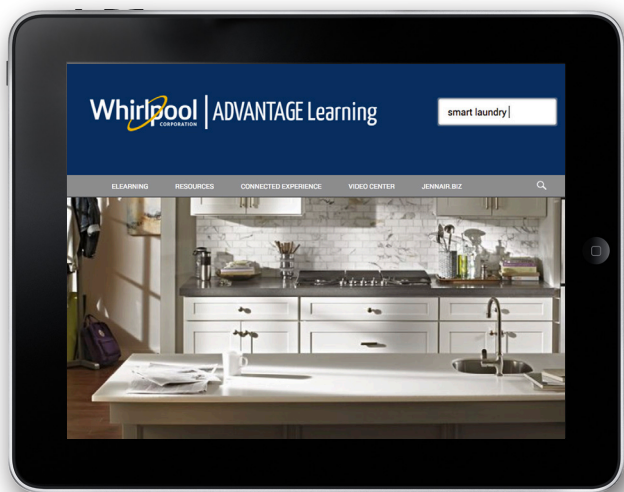 Whirlpool CORPORATION | ADVANTAGE Learning
smart laundry
ELEARNING RESOURCES CONNECTED EXPERIENCE VIDEO CENTER JENNAIR.BIZ